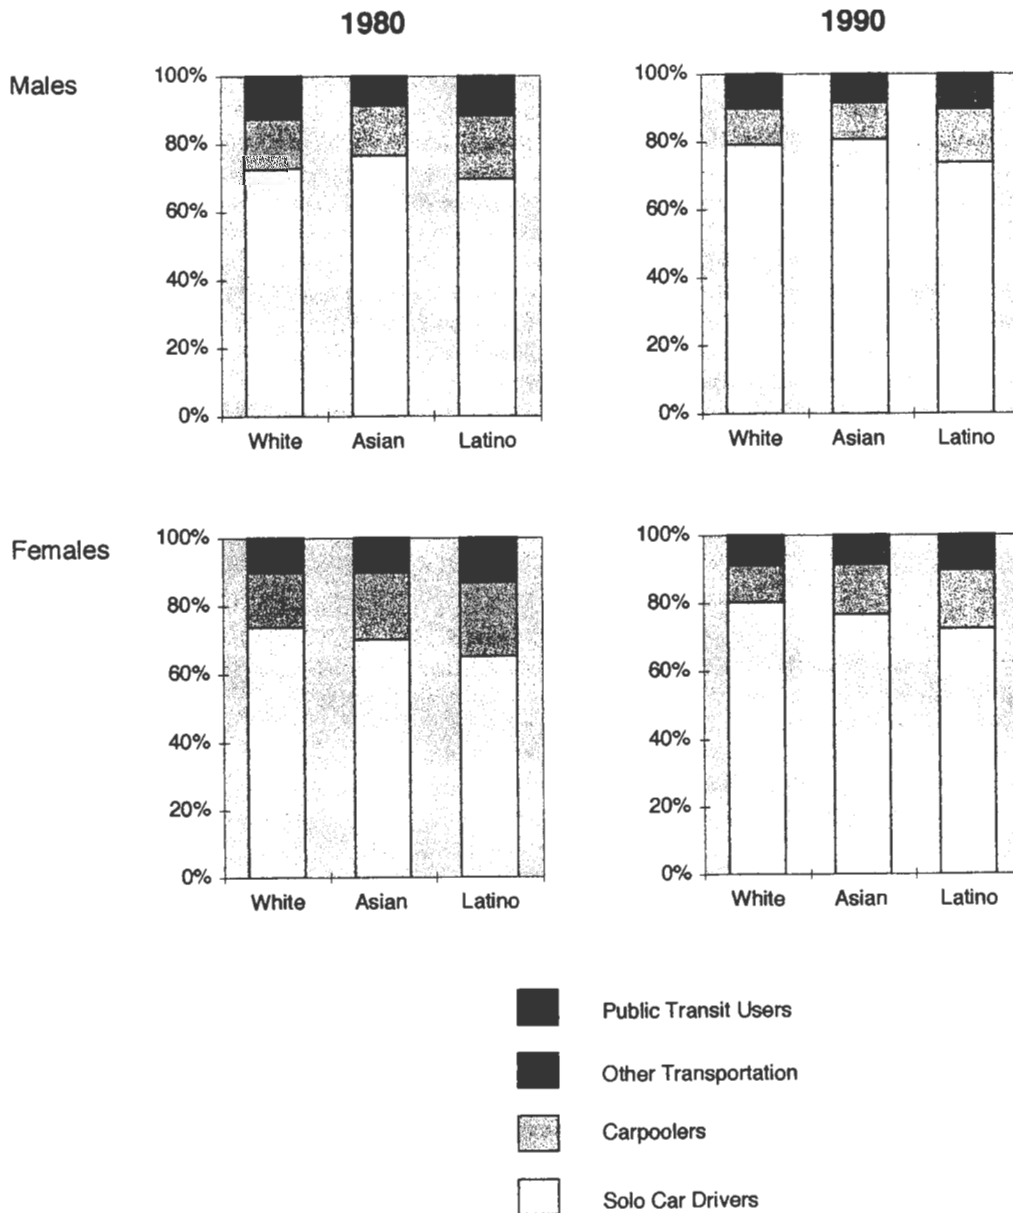 1980
1990
Males
100%
80%
60%
40%
20%
0%
White Asian Latino
100%
80%
60%
40%
20%
0%
White Asian Latino
Females
100%
80%
60%
40%
20%
0%
White Asian Latino
100%
80%
60%
40%
20%
0%
White Asian Latino
Public Transit Users
Other Transportation
Carpoolers
Solo Car Drivers